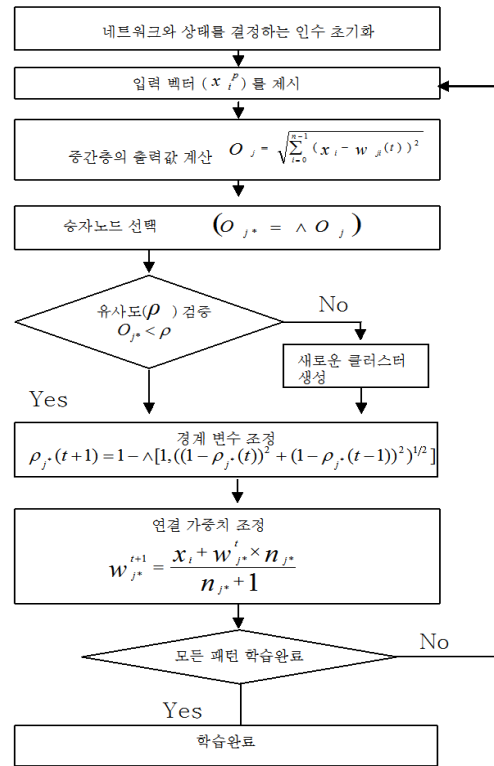 네트워크와 상태를 결정하는 인수 초기화
입력 벡터 ( x_i^p ) 를 제시
중간층의 출력값 계산 O_j = √(∑_{i=0}^{n-1} (x_i − w_ji(t))^2)
승자노드 선택 (O_j* = ∧ O_j)
유사도(ρ) 검증
O_j* < ρ
No
새로운 클러스터
생성
Yes
경계 변수 조정
ρ_j*(t+1) = 1 − ∧[1, ((1 − ρ_j*(t))^2 + (1 − ρ_j*(t−1))^2)^{1/2}]
연결 가중치 조정
w_j*^{t+1} = (x_i + w_j*^t × n_j*) / (n_j* + 1)
모든 패턴 학습완료
No
Yes
학습완료